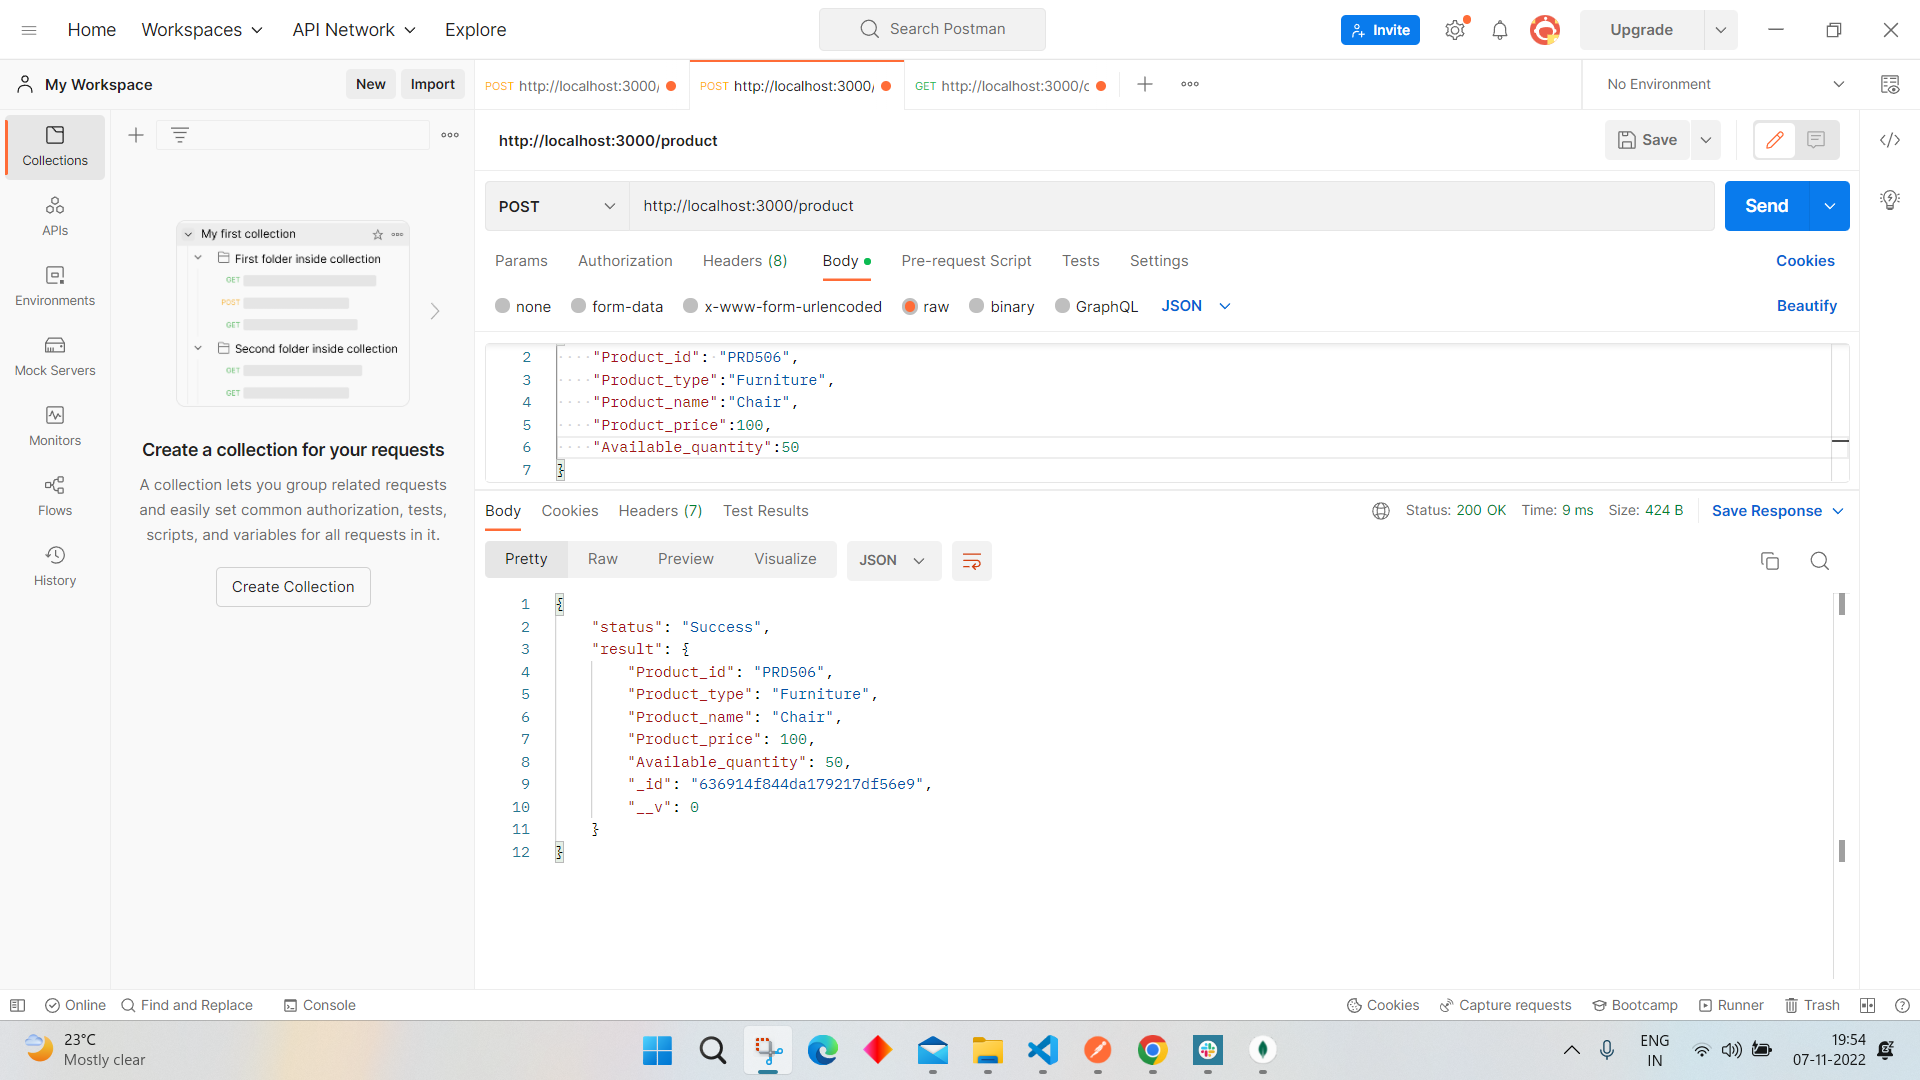 Home Workspaces API Network Explore Search Postman Invite Upgrade
My Workspace New Import POST http://localhost:3000/ POST http://localhost:3000/ GET http://localhost:3000/c No Environment
http://localhost:3000/product Save
POST http://localhost:3000/product Send
Params Authorization Headers (8) Body Pre-request Script Tests Settings Cookies
none form-data x-www-form-urlencoded raw binary GraphQL JSON Beautify
2 "Product_id": "PRD506",
3 "Product_type":"Furniture",
4 "Product_name":"Chair",
5 "Product_price":100,
6 "Available_quantity":50
7 }
Collections
APIs
Environments
Mock Servers
Monitors
Flows
History
My first collection
First folder inside collection
GET
POST
GET
Second folder inside collection
GET
GET
Create a collection for your requests
A collection lets you group related requests
and easily set common authorization, tests,
scripts, and variables for all requests in it.
Create Collection
Body Cookies Headers (7) Test Results Status: 200 OK Time: 9 ms Size: 424 B Save Response
Pretty Raw Preview Visualize JSON
1 {
2 "status": "Success",
3 "result": {
4 "Product_id": "PRD506",
5 "Product_type": "Furniture",
6 "Product_name": "Chair",
7 "Product_price": 100,
8 "Available_quantity": 50,
9 "_id": "636914f844da179217df56e9",
10 "__v": 0
11 }
12 }
Online Find and Replace Console Cookies Capture requests Bootcamp Runner Trash
23°C
Mostly clear
ENG
IN
19:54
07-11-2022